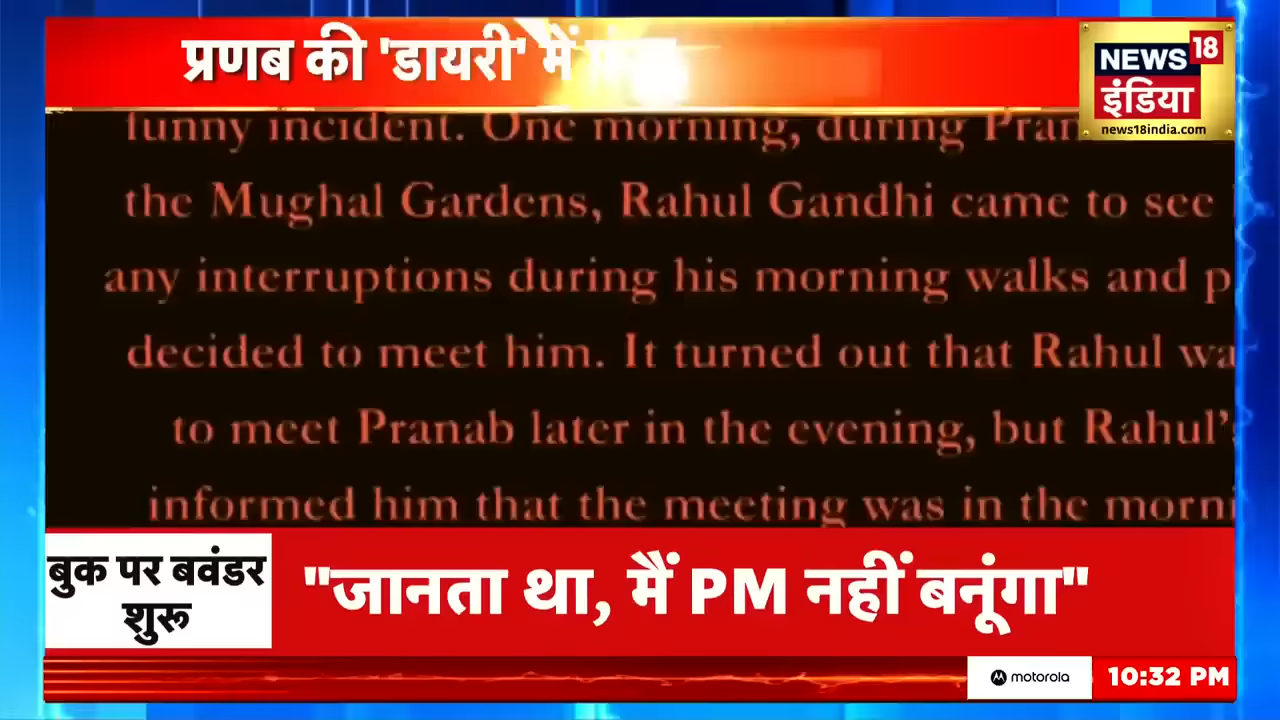 प्रणब की 'डायरी' में
NEWS 18
इंडिया
news18india.com
funny incident. One morning, during
the Mughal Gardens, Rahul Gandhi came to see
any interruptions during his morning walks and
decided to meet him. It turned out that Rahul
to meet Pranab later in the evening, but
informed him that the meeting was in the
बुक पर बवंडर
शुरू
"जानता था, मैं PM नहीं बनूंगा"
motorola
10:32 PM